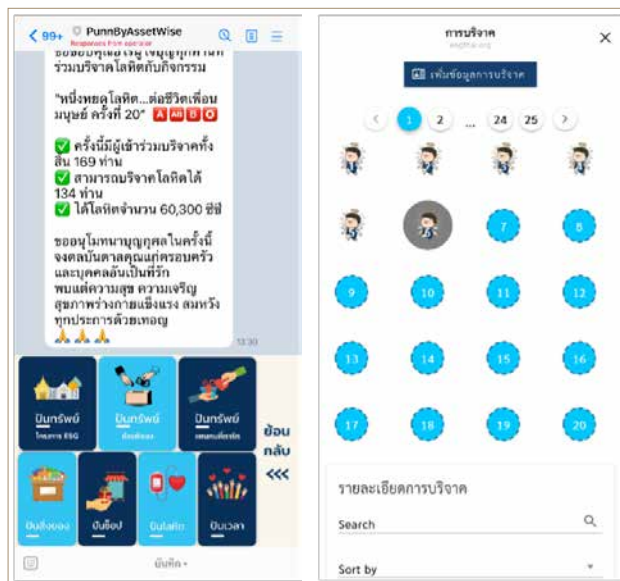 99+
PunnByAssetWise
Responses from operator
ร่วมบริจาคโลหิตกับกิจกรรม
"หนึ่งหยดโลหิต...ต่อชีวิตเพื่อน
มนุษย์ ครั้งที่ 20" A AB B O
✅ ครั้งนี้มีผู้เข้าร่วมบริจาคทั้ง
สิ้น 169 ท่าน
✅ สามารถบริจาคโลหิตได้
134 ท่าน
✅ ได้โลหิตจำนวน 60,300 ซีซี
ขออนุโมทนาบุญกุศลในครั้งนี้
จงดลบันดาลคุณแก่ครอบครัว
และบุคคลอันเป็นที่รัก
พบแต่ความสุข ความเจริญ
สุขภาพร่างกายแข็งแรง สมหวัง
ทุกประการด้วยเทอญ
🙏 🙏 🙏
13:30
ปันทรัพย์
โครงการ ESG
ปันทรัพย์
ปันทรัพย์
ย้อน
กลับ
<<<
ปันสิ่งของ
ปันช็อป
ปันโลหิต
ปันเวลา
บันทึก
การบริจาค
เพิ่มข้อมูลการบริจาค
< 1 2 ... 24 25 >
7 8
9 10 11 12
13 14 15 16
17 18 19 20
รายละเอียดการบริจาค
Search
Sort by